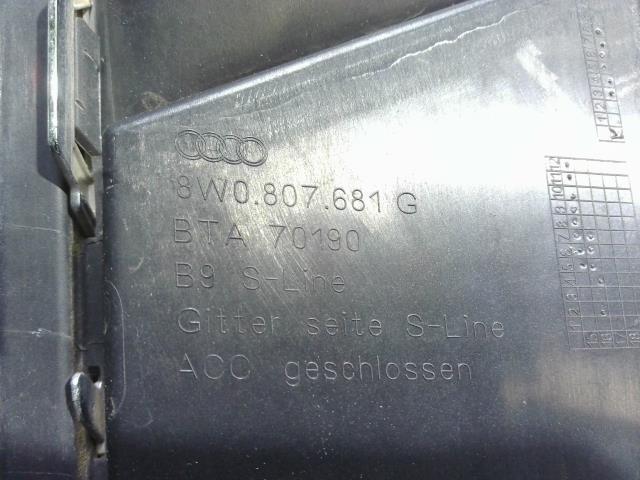 8W0.807.681 G
BTA 70190
B9 S-Line
Gitter seite S-Line
ACC geschlossen